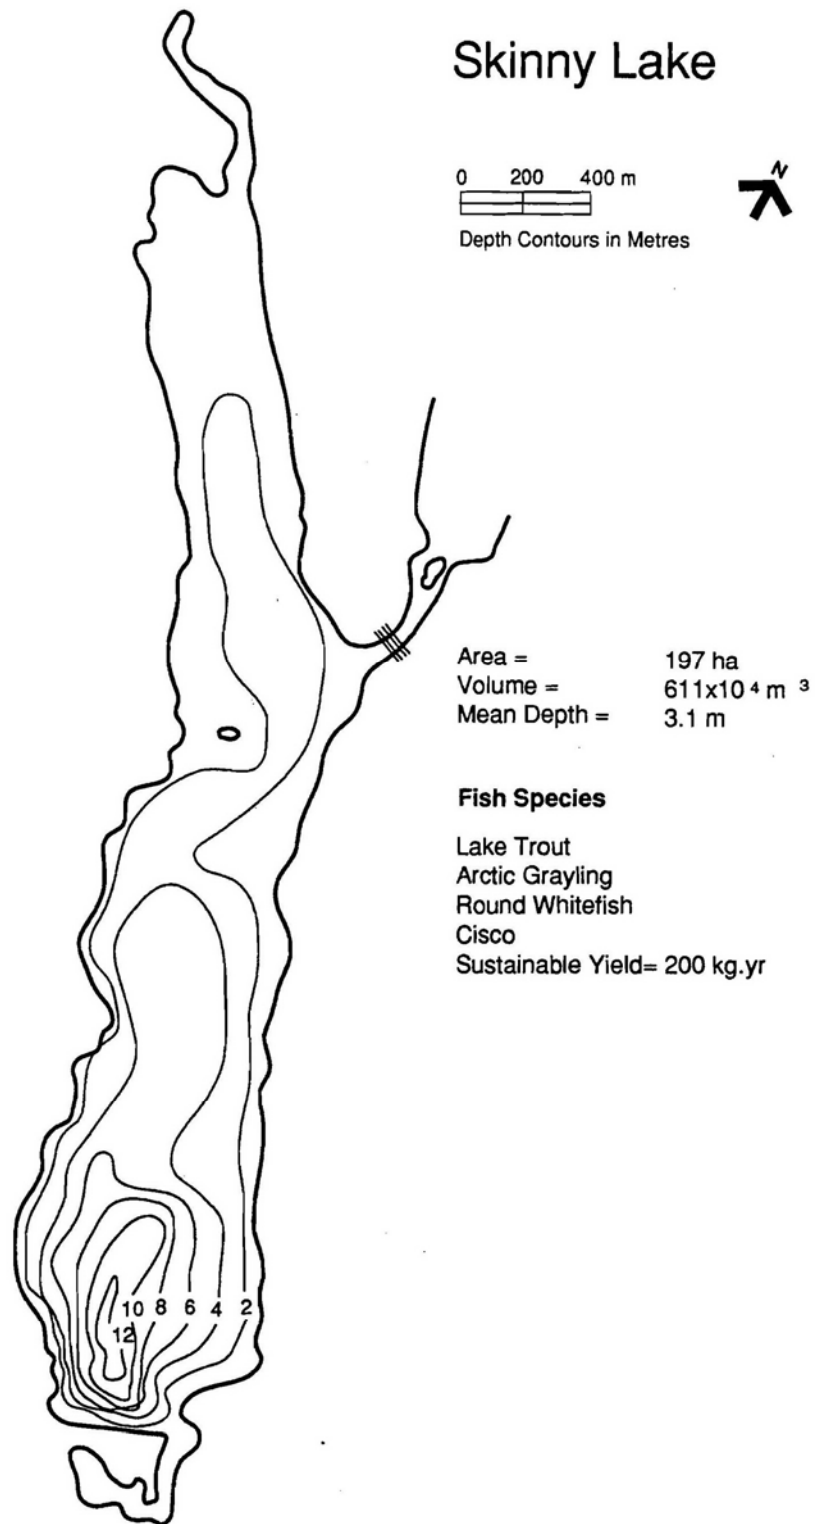 Skinny Lake
0 200 400 m
N
Depth Contours in Metres
Area = 197 ha
Volume = 611x10⁴ m ³
Mean Depth = 3.1 m
Fish Species
Lake Trout
Arctic Grayling
Round Whitefish
Cisco
Sustainable Yield= 200 kg.yr
10 8 6 4 2
12